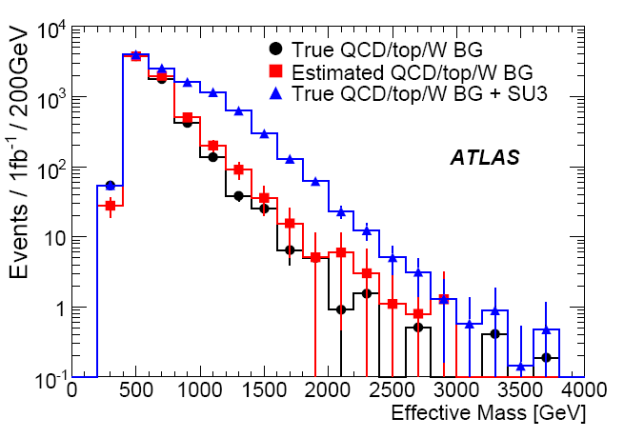 Events / 1fb⁻¹ / 200GeV
10⁴
10³
10²
10
1
10⁻¹
True QCD/top/W BG
Estimated QCD/top/W BG
True QCD/top/W BG + SU3
ATLAS
0 500 1000 1500 2000 2500 3000 3500 4000
Effective Mass [GeV]